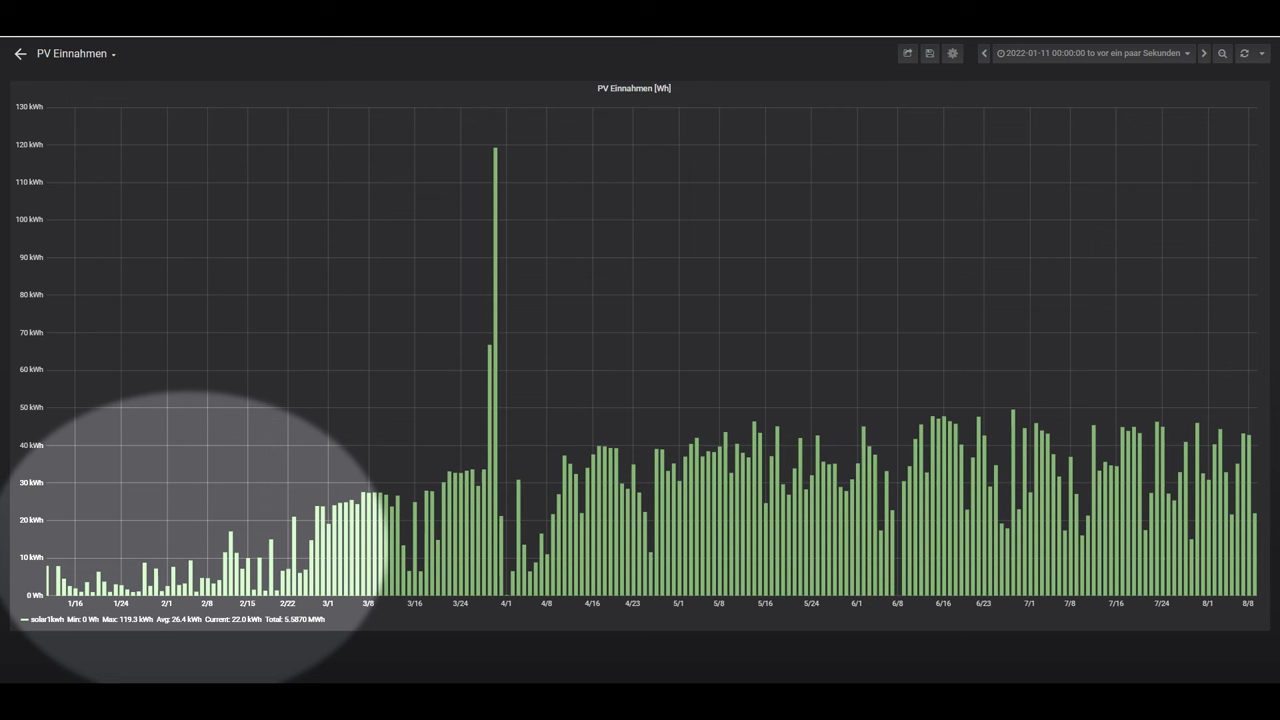 PV Einnahmen
2022-01-11 00:00:00 to vor ein paar Sekunden
PV Einnahmen [Wh]
130 kWh
120 kWh
110 kWh
100 kWh
90 kWh
80 kWh
70 kWh
60 kWh
50 kWh
40 kWh
30 kWh
20 kWh
10 kWh
0 Wh
1/16 1/24 2/1 2/8 2/15 2/22 3/1 3/8 3/16 3/24 4/1 4/8 4/16 4/23 5/1 5/8 5/16 5/24 6/1 6/8 6/16 6/23 7/1 7/8 7/16 7/24 8/1 8/8
solar1kwh Min: 0 Wh Max: 119.3 kWh Avg: 26.4 kWh Current: 22.0 kWh Total: 5.5870 MWh